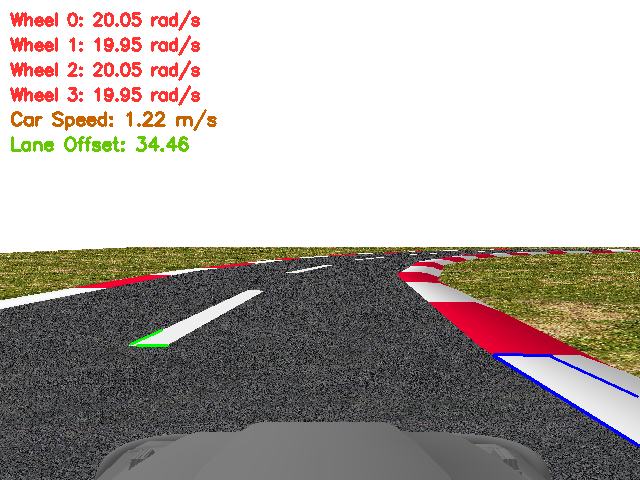 Wheel 0: 20.05 rad/s
Wheel 1: 19.95 rad/s
Wheel 2: 20.05 rad/s
Wheel 3: 19.95 rad/s
Car Speed: 1.22 m/s
Lane Offset: 34.46